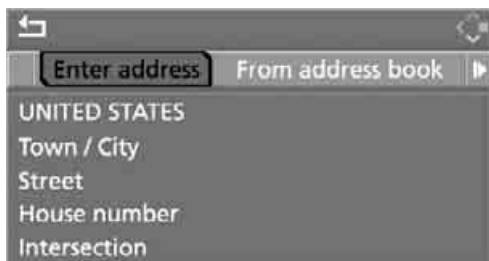 Enter address From address book
UNITED STATES
Town / City
Street
House number
Intersection